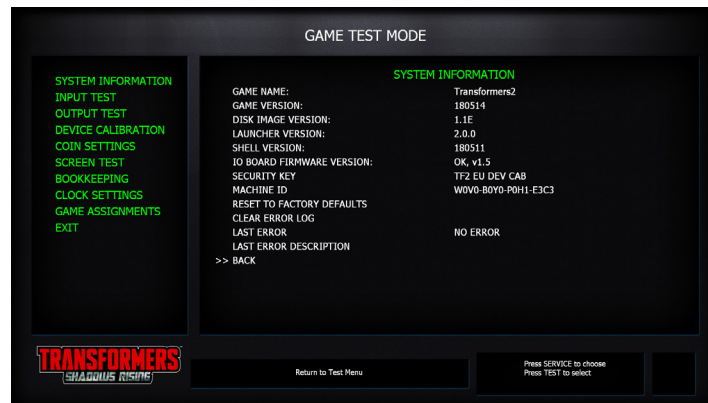 GAME TEST MODE
SYSTEM INFORMATION
INPUT TEST
OUTPUT TEST
DEVICE CALIBRATION
COIN SETTINGS
SCREEN TEST
BOOKKEEPING
CLOCK SETTINGS
GAME ASSIGNMENTS
EXIT
SYSTEM INFORMATION
GAME NAME: Transformers2
GAME VERSION: 180514
DISK IMAGE VERSION: 1.1E
LAUNCHER VERSION: 2.0.0
SHELL VERSION: 180511
IO BOARD FIRMWARE VERSION: OK, v1.5
SECURITY KEY TF2 EU DEV CAB
MACHINE ID W0V0-B0Y0-P0H1-E3C3
RESET TO FACTORY DEFAULTS
CLEAR ERROR LOG
LAST ERROR NO ERROR
LAST ERROR DESCRIPTION
>> BACK
TRANSFORMERS
SHADOWS RISING
Return to Test Menu
Press SERVICE to choose
Press TEST to select